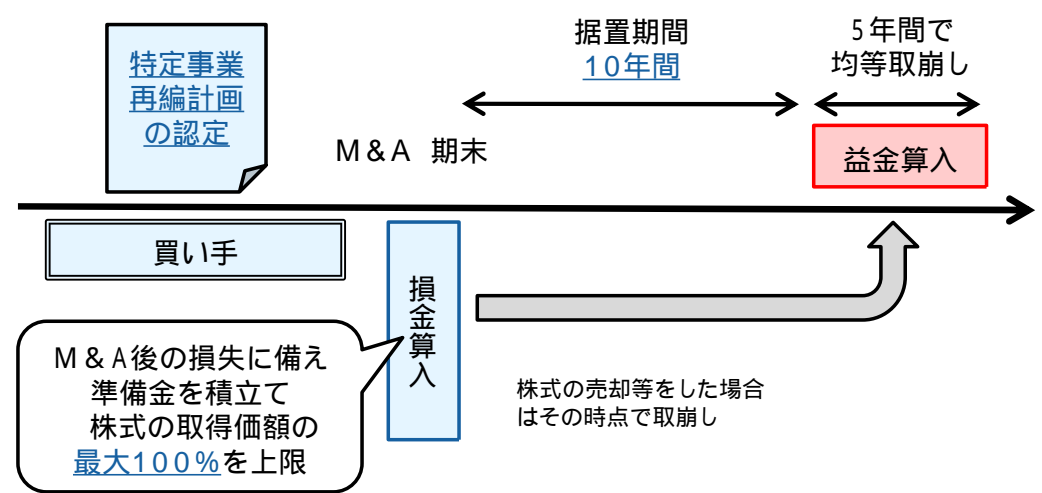 特定事業
再編計画
の認定
M&A 期末
据置期間
10年間
5年間で
均等取崩し
益金算入
買い手
損金算入
M&A後の損失に備え
準備金を積立て
株式の取得価額の
最大100%を上限
株式の売却等をした場合
はその時点で取崩し